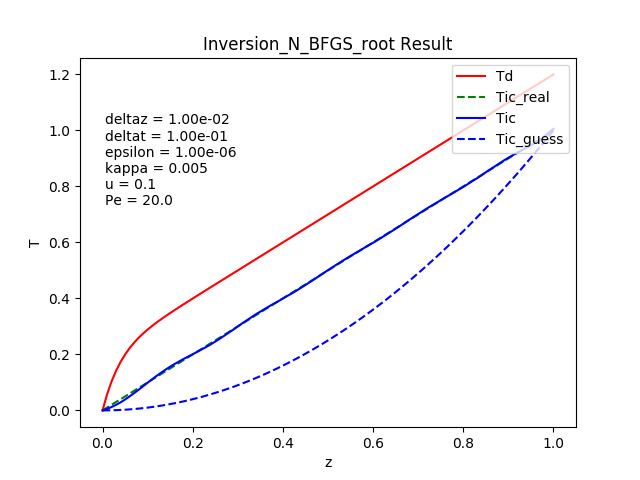 Inversion_N_BFGS_root Result
Td
Tic_real
Tic
Tic_guess
deltaz = 1.00e-02
deltat = 1.00e-01
epsilon = 1.00e-06
kappa = 0.005
u = 0.1
Pe = 20.0
T
1.2
1.0
0.8
0.6
0.4
0.2
0.0
0.0 0.2 0.4 0.6 0.8 1.0
z